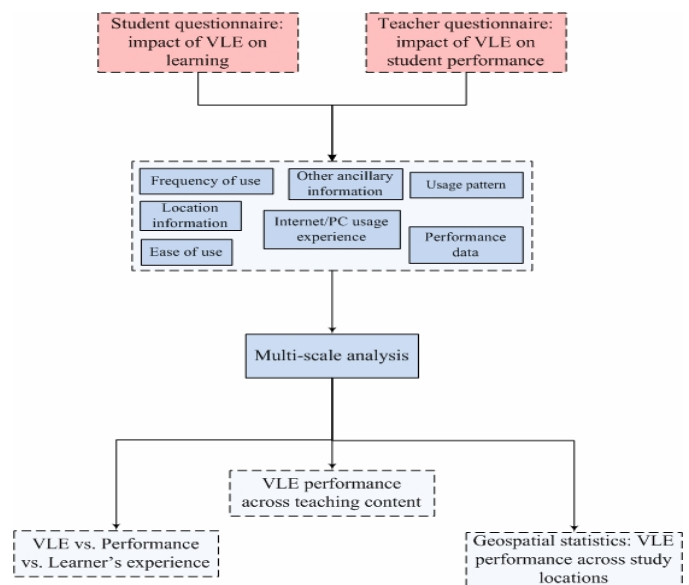 Student questionnaire:
impact of VLE on
learning
Teacher questionnaire:
impact of VLE on
student performance
Frequency of use
Other ancillary
information
Usage pattern
Location
information
Internet/PC usage
experience
Performance
data
Ease of use
Multi-scale analysis
VLE performance
across teaching content
VLE vs. Performance
vs. Learner's experience
Geospatial statistics: VLE
performance across study
locations